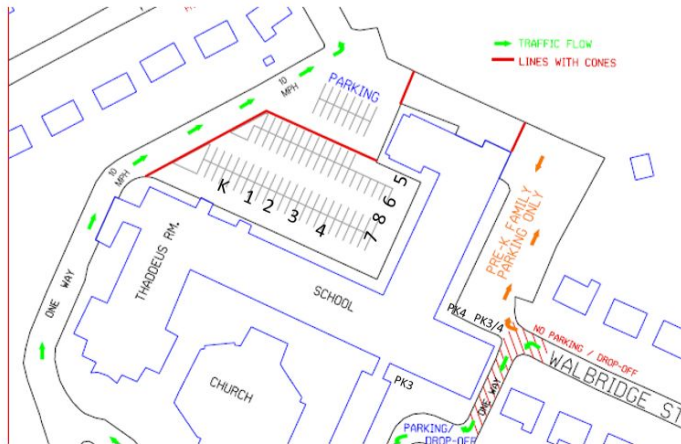 TRAFFIC FLOW
LINES WITH CONES
PARKING
10
MPH
10
MPH
K 1 2 3 4
5
6
8
7
ONE WAY
THADDEUS RM.
SCHOOL
CHURCH
PRE-K FAMILY
PARKING ONLY
PK4 PK3/4
PK3
NO PARKING / DROP-OFF
WALBRIDGE ST
ONE WAY
PARKING/
DROP-OFF